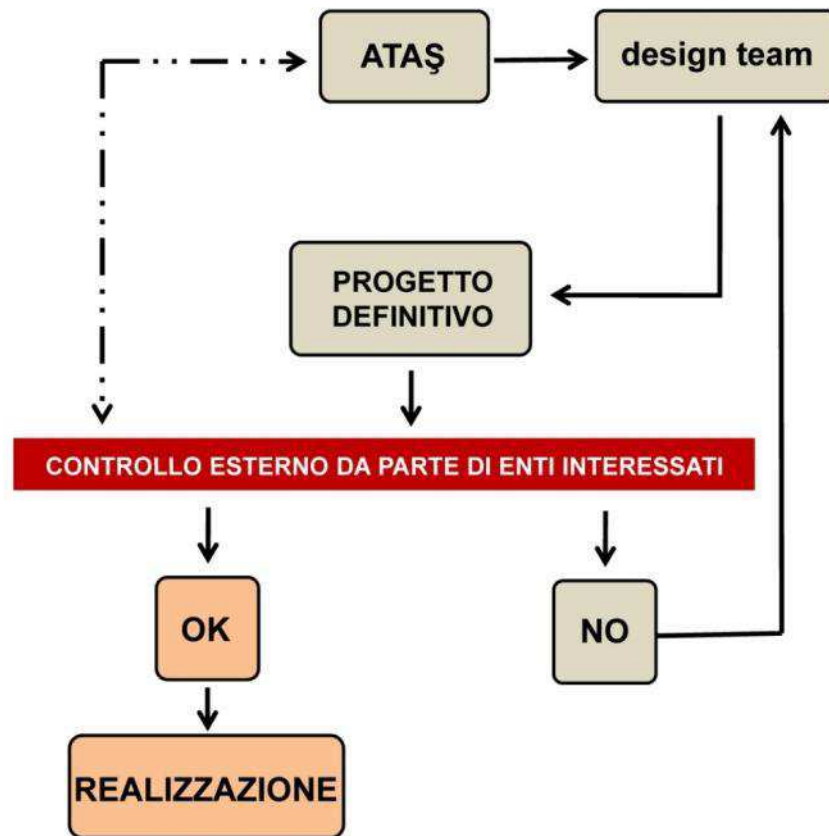 ATAŞ
design team
PROGETTO
DEFINITIVO
CONTROLLO ESTERNO DA PARTE DI ENTI INTERESSATI
OK
NO
REALIZZAZIONE